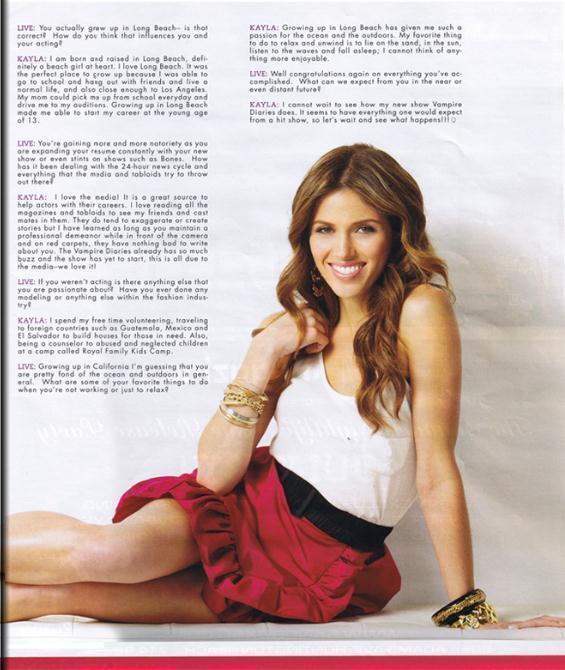 LIVE: You actually grew up in Long Beach-- is that
correct? How do you think that influences you and
your acting?
KAYLA: I am born and raised in Long Beach, defi-
nitely a beach girl at heart. I love Long Beach. It was
the perfect place to grow up because I was able to
go to school and hang out with friends and live a
normal life, and also close enough to Los Angeles.
My mom could pick me up from school everyday and
drive me to my auditions. Growing up in Long Beach
made me able to start my career at the young age
of 13.
LIVE: You're gaining more and more notoriety as you
are expanding your resume constantly with your new
show or even stints on shows such as Bones. How
has it been dealing with the 24-hour news cycle and
everything that the media and tabloids try to throw
out there?
KAYLA: I love the media! It is a great source to
help actors with their careers. I love reading all the
magazines and tabloids to see my friends and cast
mates in them. They do tend to exaggerate or create
stories but I have learned as long as you maintain a
professional demeanor while in front of the camera
and on red carpets, they have nothing bad to write
about you. The Vampire Diaries already has so much
buzz and the show has yet to start, this is all due to
the media—we love it!
LIVE: If you weren't acting is there anything else that
you are passionate about? Have you ever done any
modeling or anything else within the fashion indus-
try?
KAYLA: I spend my free time volunteering, traveling
to foreign countries such as Guatemala, Mexico and
El Salvador to build houses for those in need. Also,
being a counselor to abused and neglected children
at a camp called Royal Family Kids Camp.
LIVE: Growing up in California I'm guessing that you
are pretty fond of the ocean and outdoors in gen-
eral. What are some of your favorite things to do
when you're not working or just to relax?
KAYLA: Growing up in Long Beach has given me such a
passion for the ocean and the outdoors. My favorite thing
to do to relax and unwind is to lie on the sand, in the sun,
listen to the waves and fall asleep; I cannot think of any-
thing more enjoyable.
LIVE: Well congratulations again on everything you've ac-
complished. What can we expect from you in the near or
even distant future?
KAYLA: I cannot wait to see how my new show Vampire
Diaries does. It seems to have everything one would expect
from a hit show, so let's wait and see what happens!!!